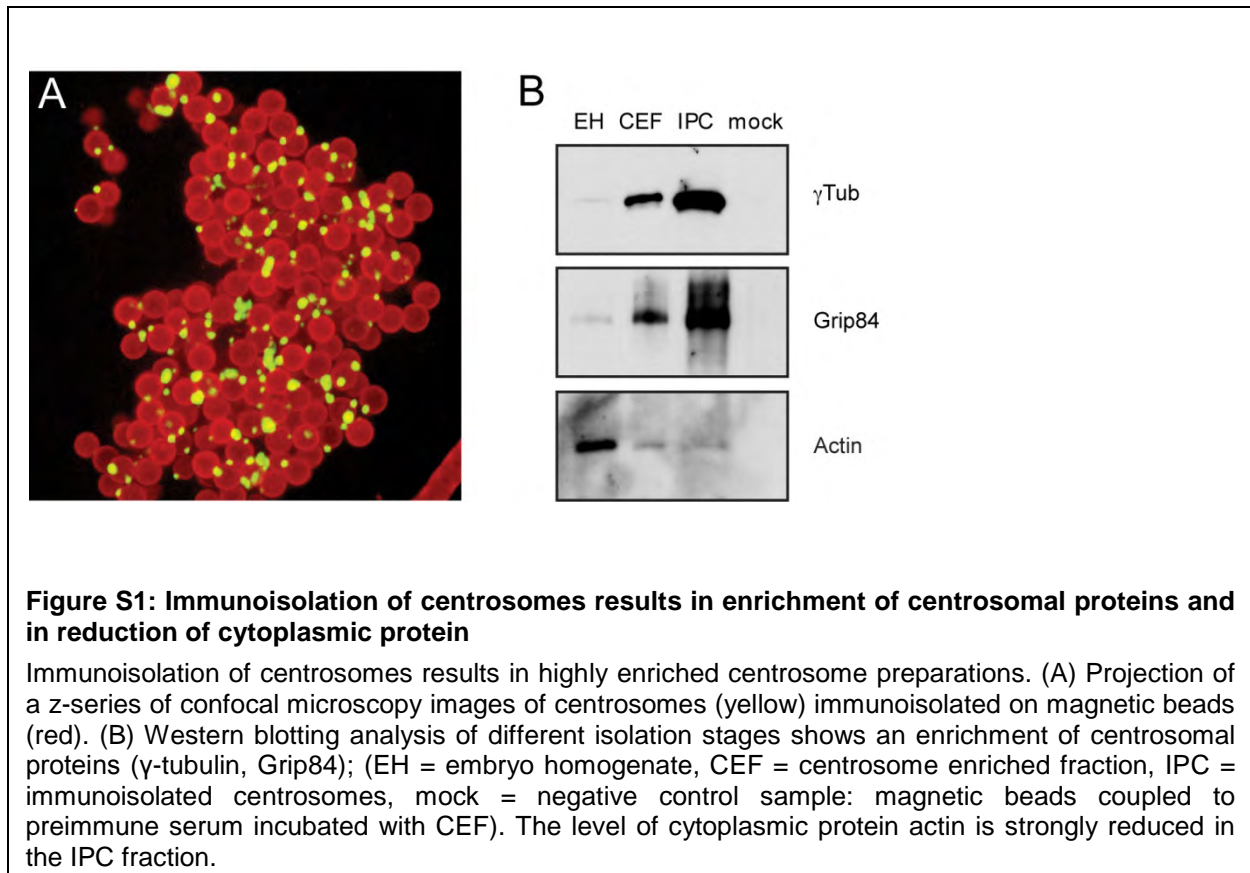 A
B
EH CEF IPC mock
γTub
Grip84
Actin
Figure S1: Immunoisolation of centrosomes results in enrichment of centrosomal proteins and
in reduction of cytoplasmic protein
Immunoisolation of centrosomes results in highly enriched centrosome preparations. (A) Projection of
a z-series of confocal microscopy images of centrosomes (yellow) immunoisolated on magnetic beads
(red). (B) Western blotting analysis of different isolation stages shows an enrichment of centrosomal
proteins (γ-tubulin, Grip84); (EH = embryo homogenate, CEF = centrosome enriched fraction, IPC =
immunoisolated centrosomes, mock = negative control sample: magnetic beads coupled to
preimmune serum incubated with CEF). The level of cytoplasmic protein actin is strongly reduced in
the IPC fraction.